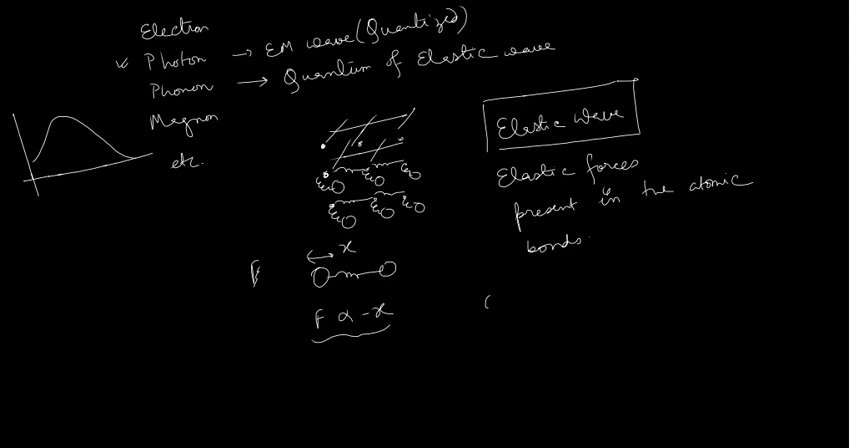 Electron
Photon → EM wave (Quantized)
Phonon → Quantum of Elastic wave
Magnon
etc.
Elastic Wave
Elastic forces
present in the atomic
bonds.
x
F α -x